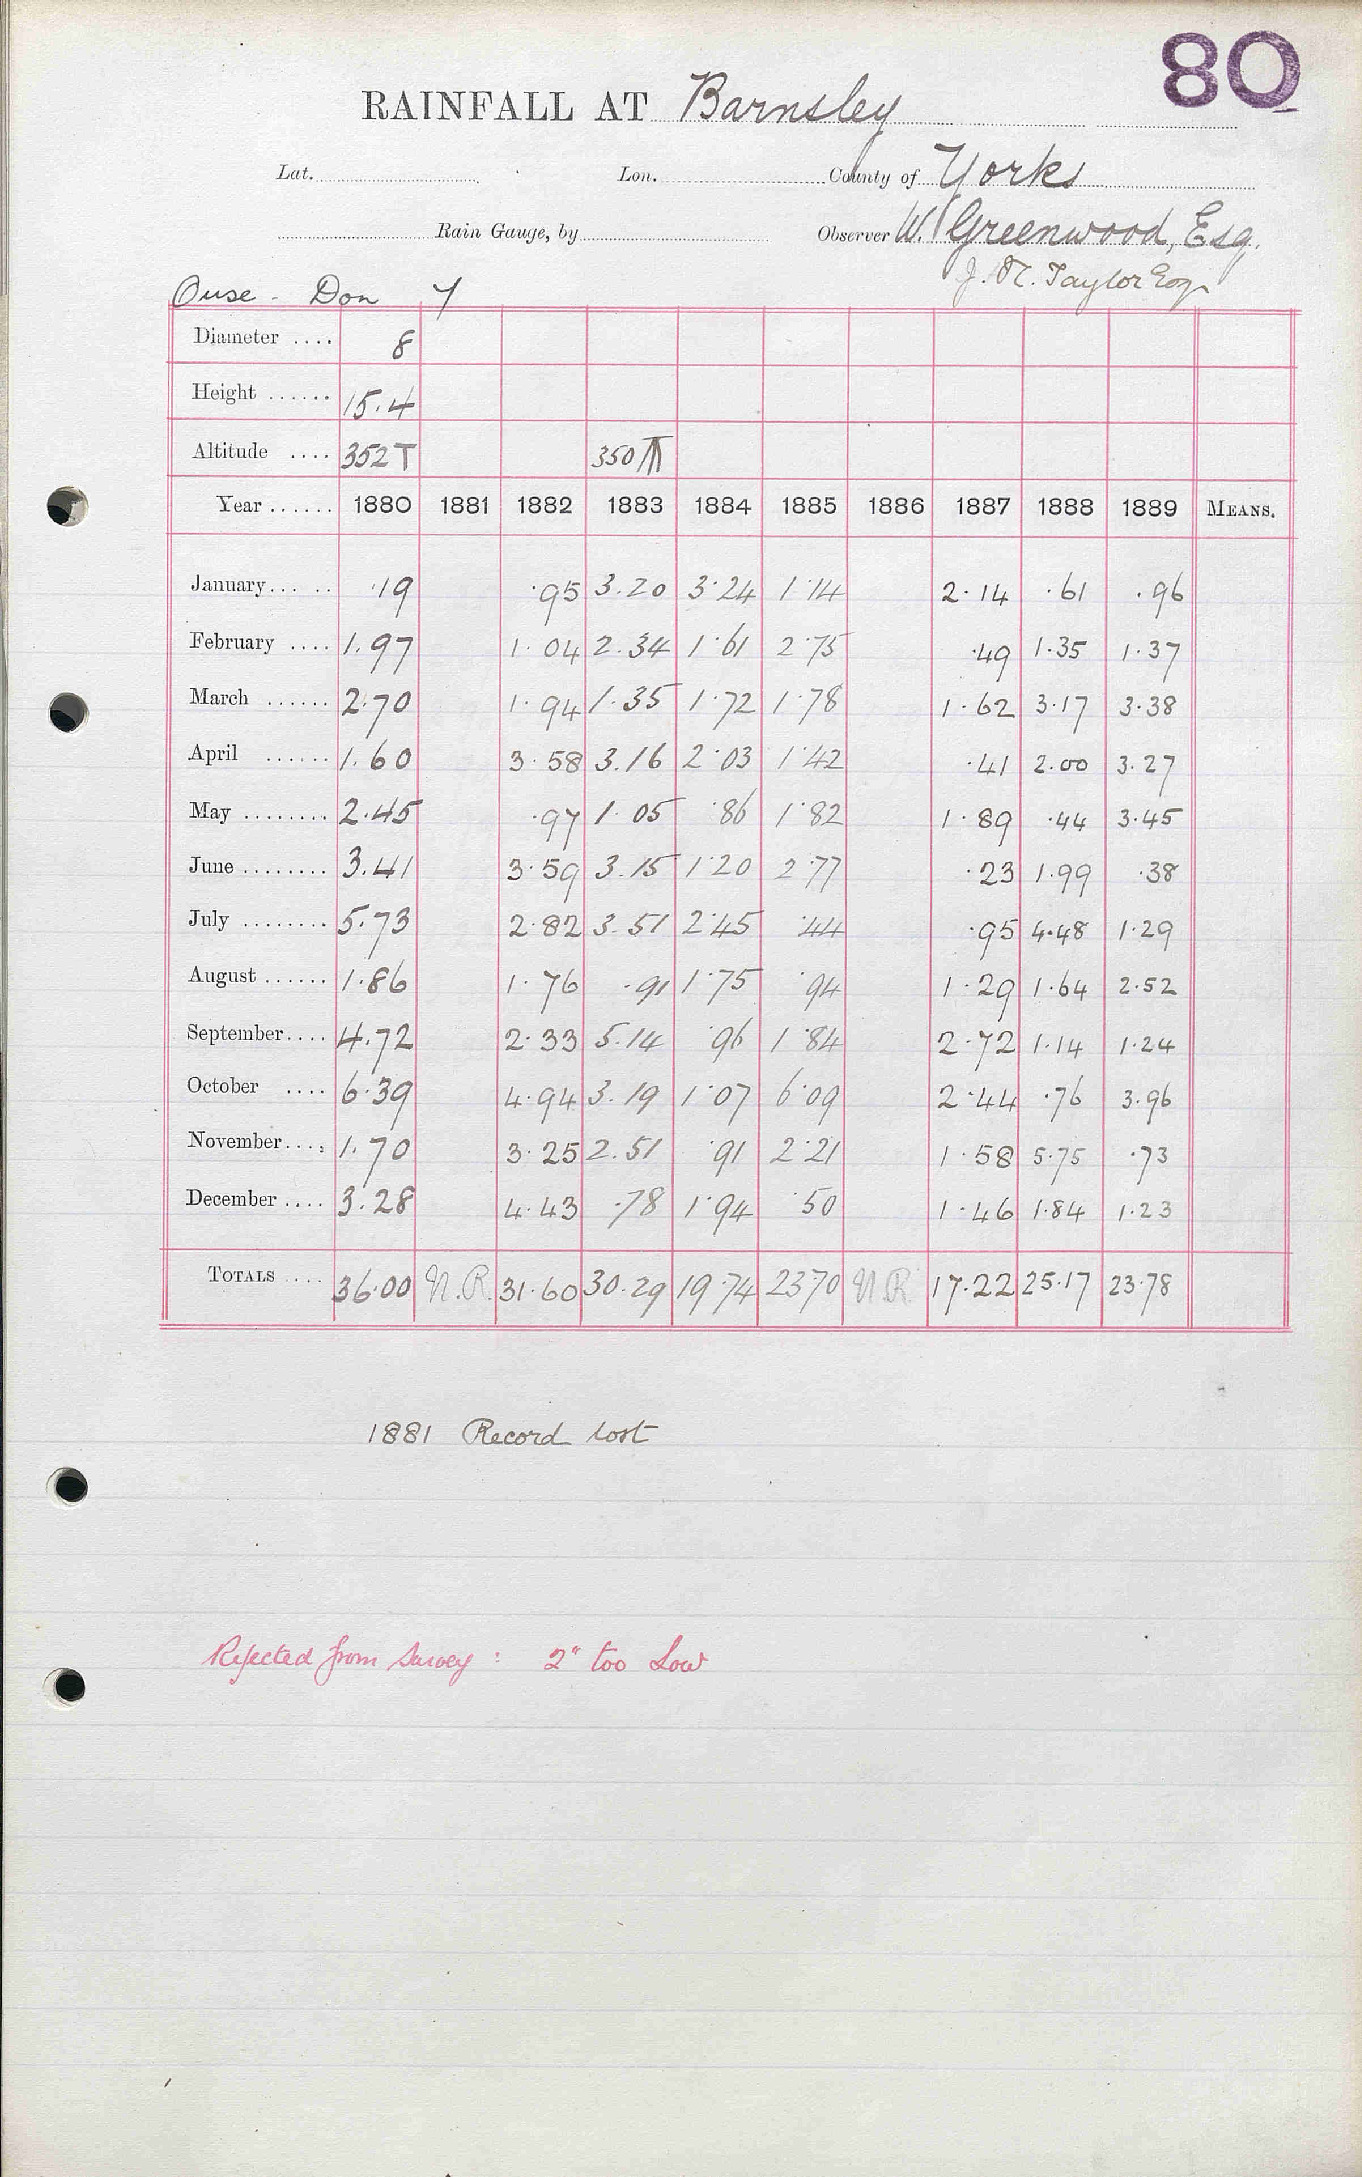 80
RAINFALL AT Barnsley
Lat. Lon. County of Yorks
Rain Gauge, by Observer W. Greenwood, Esq.
Ouse - Don Y J. Taylor Esq
Diameter .... 8
Height ...... 15.4
Altitude .... 352 T 350
Year ...... 1880 1881 1882 1883 1884 1885 1886 1887 1888 1889 MEANS.
January... .. ·19 ·95 3.20 3·24 1·14 2·14 ·61 ·96
February .... 1.97 1·04 2.34 1·61 2·75 ·49 1·35 1·37
March ...... 2.70 1·94 1·35 1·72 1·78 1·62 3·17 3·38
April ...... 1.60 3·58 3.16 2·03 1·42 ·41 2.00 3·27
May ........ 2.45 ·97 1·05 ·86 1·82 1·89 ·44 3·45
June ........ 3.41 3·59 3.15 1·20 2·77 ·23 1·99 ·38
July ........ 5.73 2·82 3.51 2·45 ·44 ·95 4·48 1·29
August ...... 1.86 1·76 ·91 1·75 ·94 1·29 1·64 2·52
September.... 4.72 2·33 5.14 ·96 1·84 2·72 1·14 1·24
October .... 6.39 4·94 3.19 1·07 6·09 2·44 ·76 3·96
November.... 1.70 3·25 2.51 ·91 2·21 1·58 5·75 ·73
December .... 3.28 4·43 ·78 1·94 ·50 1·46 1·84 1·23
TOTALS .... 36.00 N.R. 31·60 30·29 19·74 23·70 N.R. 17·22 25·17 23·78
1881 Record lost
Rejected from Survey : 2" too Low